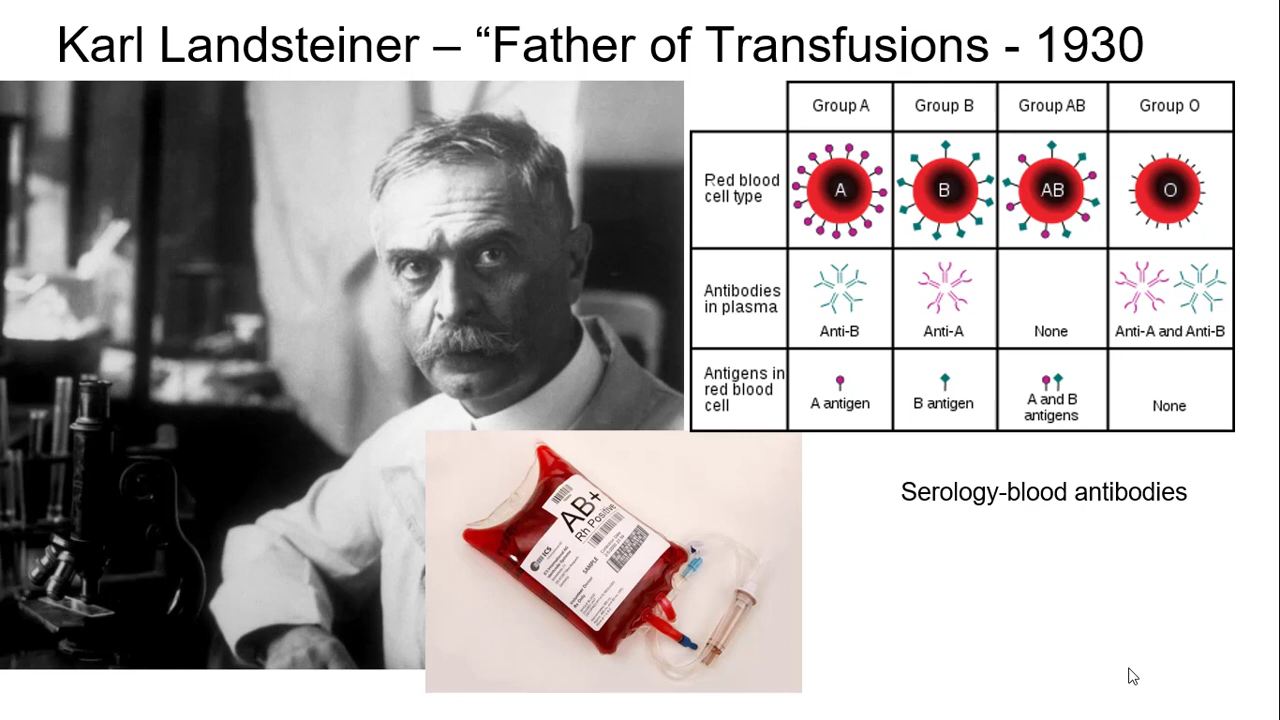 Karl Landsteiner – “Father of Transfusions - 1930
Group A
Group B
Group AB
Group O
Red blood
cell type
A
B
AB
O
Antibodies
in plasma
Anti-B
Anti-A
None
Anti-A and Anti-B
Antigens in
red blood
cell
A antigen
B antigen
A and B
antigens
None
AB+
Rh Positive
ICS
SAMPLE
Serology-blood antibodies